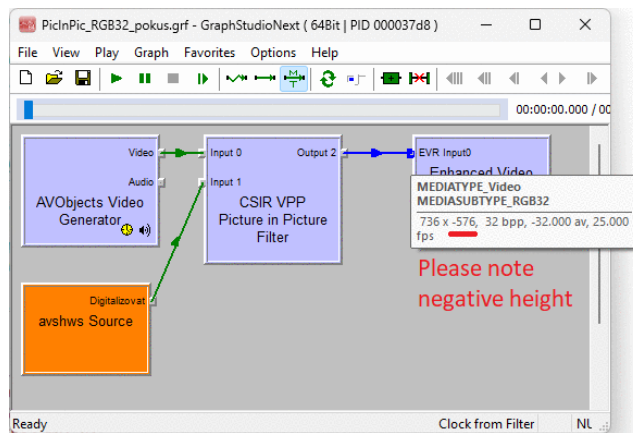 PicInPic_RGB32_pokus.grf - GraphStudioNext ( 64Bit | PID 000037d8 )
File View Play Graph Favorites Options Help
00:00:00.000 / 00
Video
Audio
AVObjects Video
Generator
Input 0 Output 2
Input 1
CSIR VPP
Picture in Picture
Filter
EVR Input0
Enhanced Video
MEDIATYPE_Video
MEDIASUBTYPE_RGB32
736 x -576, 32 bpp, -32.000 av, 25.000
fps
Please note
negative height
Digitalizovat
avshws Source
Ready Clock from Filter NU